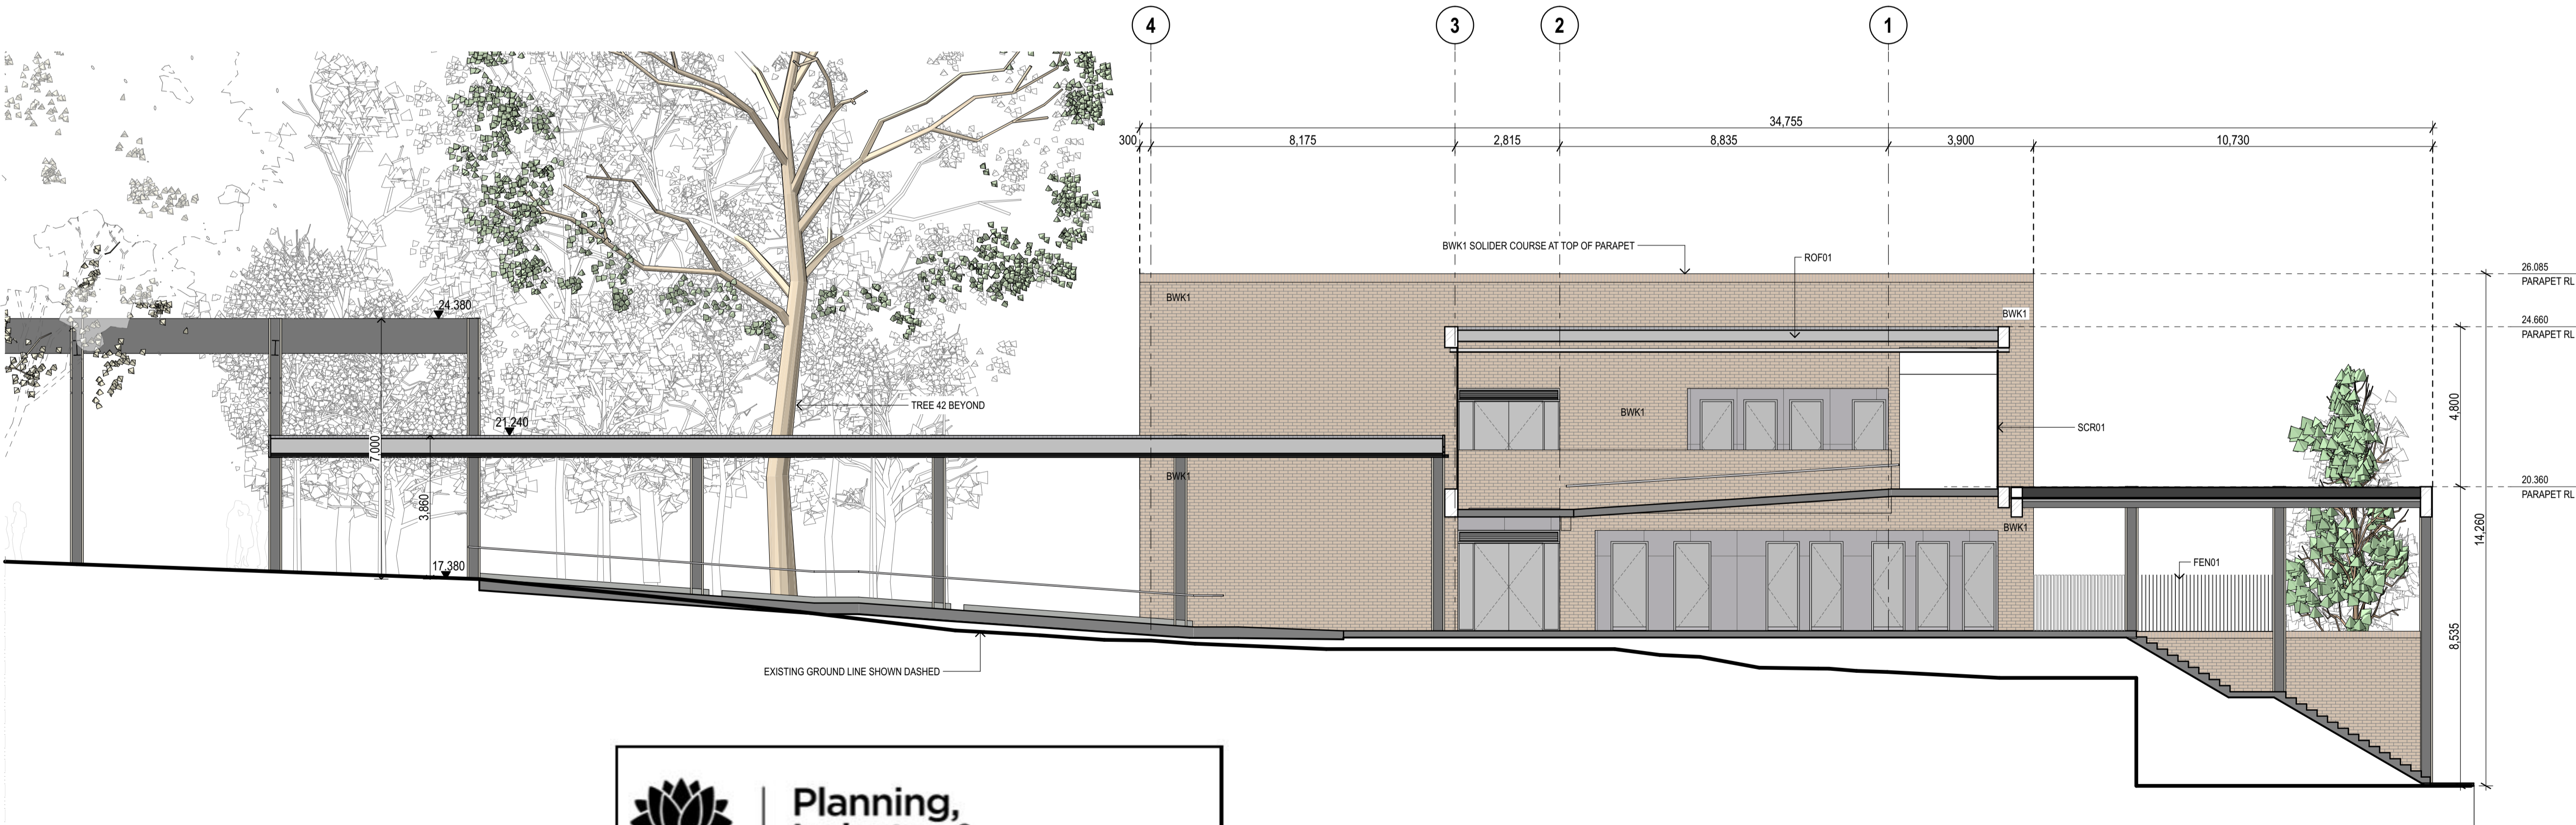 4
3
2
1
34,755
300
8,175
2,815
8,835
3,900
10,730
BWK1 SOLIDER COURSE AT TOP OF PARAPET
ROF01
26.085
PARAPET RL
BWK1
24.380
BWK1
24.660
PARAPET RL
TREE 42 BEYOND
BWK1
4,800
21.240
SCR01
7,000
BWK1
3,860
20.360
PARAPET RL
BWK1
14,260
17.380
FEN01
8,535
EXISTING GROUND LINE SHOWN DASHED
Planning,